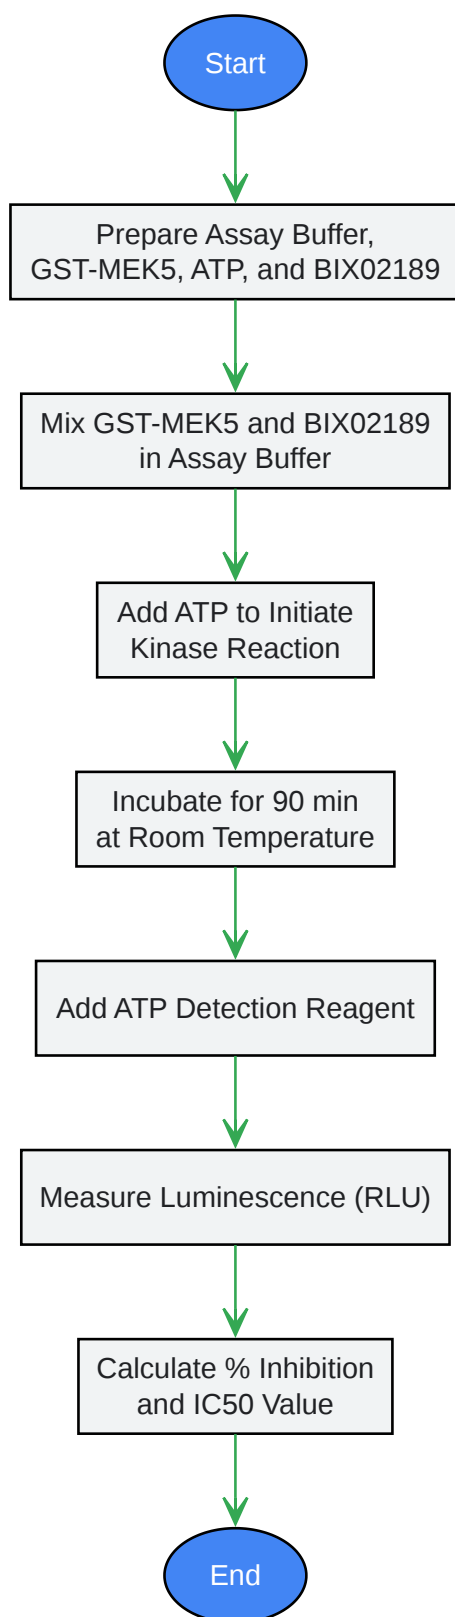 Start
Prepare Assay Buffer,
GST-MEK5, ATP, and BIX02189
Mix GST-MEK5 and BIX02189
in Assay Buffer
Add ATP to Initiate
Kinase Reaction
Incubate for 90 min
at Room Temperature
Add ATP Detection Reagent
Measure Luminescence (RLU)
Calculate % Inhibition
and IC50 Value
End